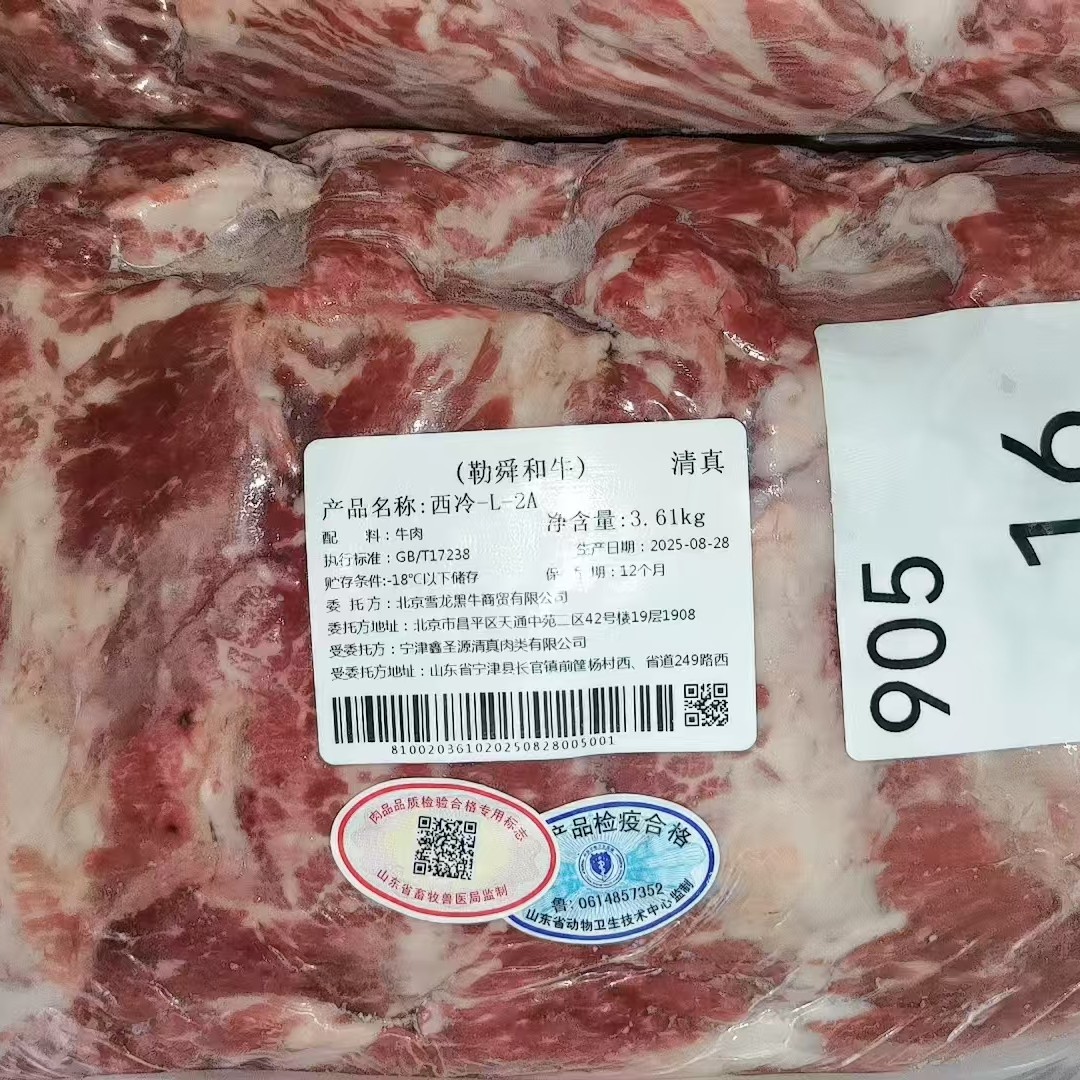 (勒舜和牛)
清真
产品名称:西冷-L-2A
净含量:3.61kg
配 料:牛肉
执行标准:GB/T17238
生产日期:2025-08-28
贮存条件:-18℃以下储存
保 期:12个月
委 托 方:北京雪龙黑牛商贸有限公司
委托方地址:北京市昌平区天通中苑二区42号楼19层1908
受委托方:宁津鑫圣源清真肉类有限公司
受委托方地址:山东省宁津县长官镇前筐杨村西、省道249路西
810020361020250828005001
肉品品质检验合格专用标志
山东省畜牧兽医局监制
产品检疫合格
鲁:0614857352
山东省动物卫生技术中心监制
905
16